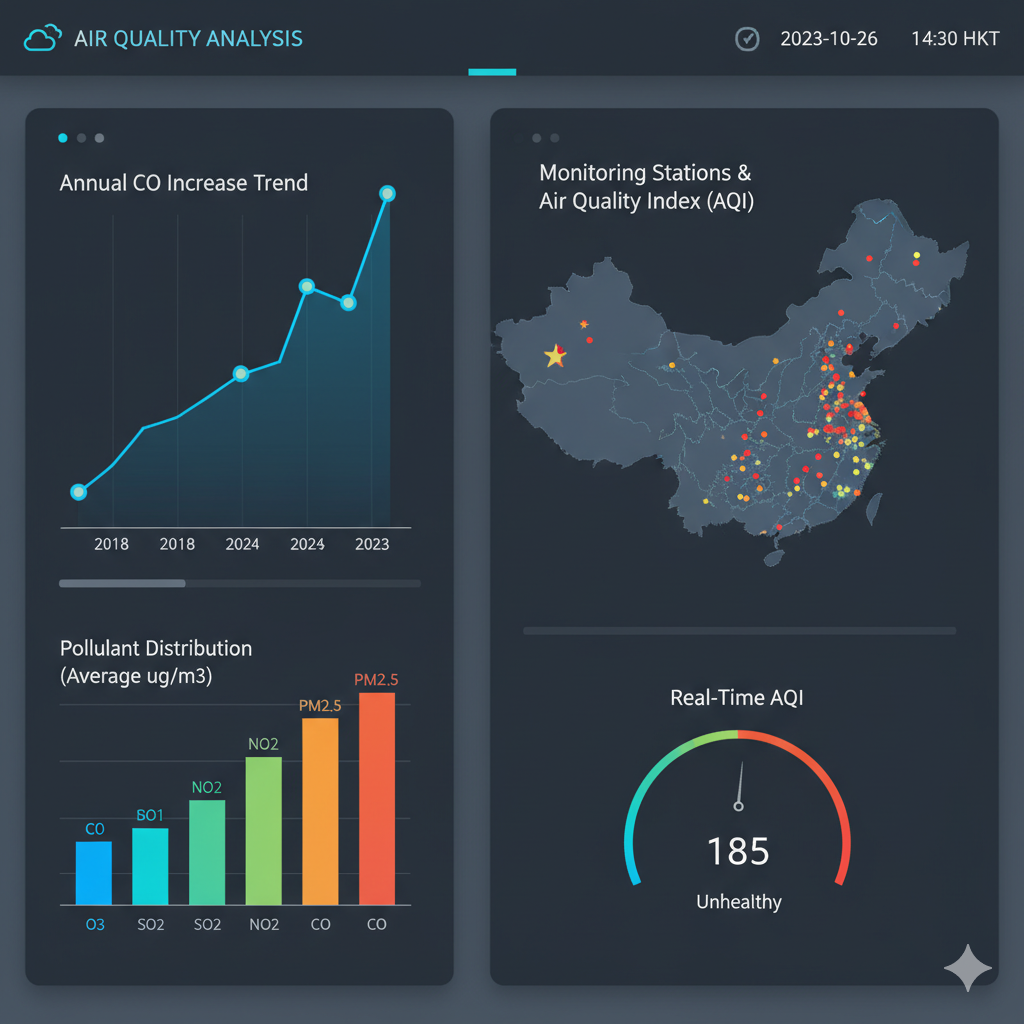 AIR QUALITY ANALYSIS
2023-10-26 14:30 HKT
Annual CO Increase Trend
2018 2018 2024 2024 2023
Pollulant Distribution
(Average ug/m3)
CO BO1 NO2 NO2 PM2.5 PM2.5
O3 SO2 SO2 NO2 CO CO
Monitoring Stations &
Air Quality Index (AQI)
Real-Time AQI
185
Unhealthy